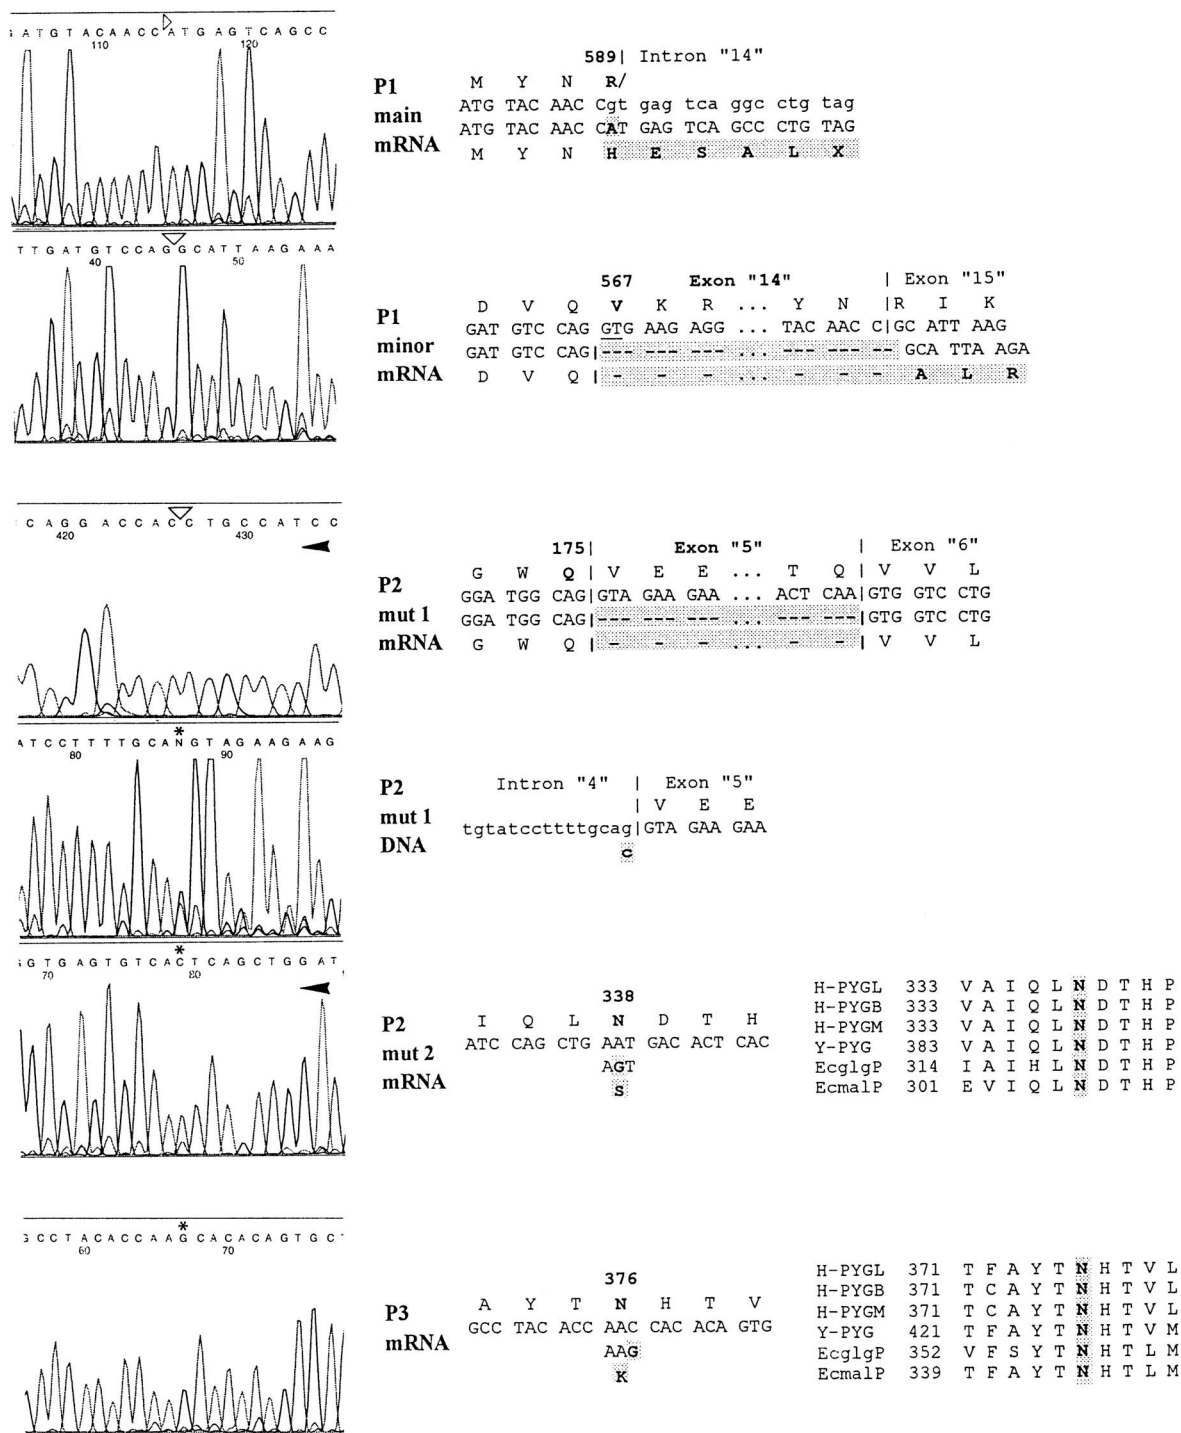 GATGTACAACCATGAGTCAGCC
110 120
589| Intron "14"
P1 main mRNA
M Y N R/
ATG TAC AAC Cgt gag tca ggc ctg tag
ATG TAC AAC CAT GAG TCA GCC CTG TAG
M Y N H E S A L X
TTGATGTCCAGGCATTAAGAAA
40 50
567 Exon "14" | Exon "15"
P1 minor mRNA
D V Q V K R ... Y N |R I K
GAT GTC CAG GTG AAG AGG ... TAC AAC C|GC ATT AAG
GAT GTC CAG|--- --- --- ... --- --- -- GCA TTA AGA
D V Q | - - - ... - - - A L R
CAGGACCACCTGCCATCC
420 430
175| Exon "5" | Exon "6"
P2 mut 1 mRNA
G W Q | V E E ... T Q | V V L
GGA TGG CAG|GTA GAA GAA ... ACT CAA|GTG GTC CTG
GGA TGG CAG|--- --- --- ... --- ---|GTG GTC CTG
G W Q | - - - ... - - | V V L
*
ATCCTTTTGCANGTAGAAGAAG
80 90
P2 mut 1 DNA
Intron "4" | Exon "5"
| V E E
tgtatccttttgcag|GTA GAA GAA
c
*
GGTGAGTGTCACTCAGCTGGAT
70 80
338
P2 mut 2 mRNA
I Q L N D T H
ATC CAG CTG AAT GAC ACT CAC
AGT
S
H-PYGL 333 V A I Q L N D T H P
H-PYGB 333 V A I Q L N D T H P
H-PYGM 333 V A I Q L N D T H P
Y-PYG 383 V A I Q L N D T H P
EcglgP 314 I A I H L N D T H P
EcmalP 301 E V I Q L N D T H P
*
GCCTACACCAAGCACACAGTGCT
60 70
376
P3 mRNA
A Y T N H T V
GCC TAC ACC AAC CAC ACA GTG
AAG
K
H-PYGL 371 T F A Y T N H T V L
H-PYGB 371 T C A Y T N H T V L
H-PYGM 371 T C A Y T N H T V L
Y-PYG 421 T F A Y T N H T V M
EcglgP 352 V F S Y T N H T L M
EcmalP 339 T F A Y T N H T L M